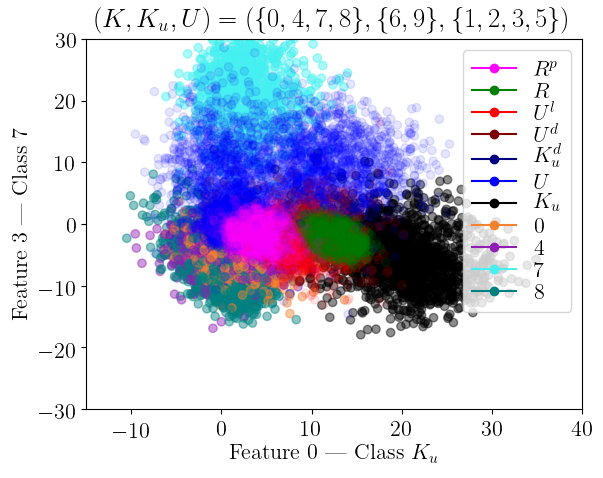 (K, K_u, U) = ({0, 4, 7, 8}, {6, 9}, {1, 2, 3, 5})
Feature 3 — Class 7
30
20
10
0
−10
−20
−30
−10
0
10
20
30
40
Feature 0 — Class K_u
R^p
R
U^l
U^d
K_u^d
U
K_u
0
4
7
8